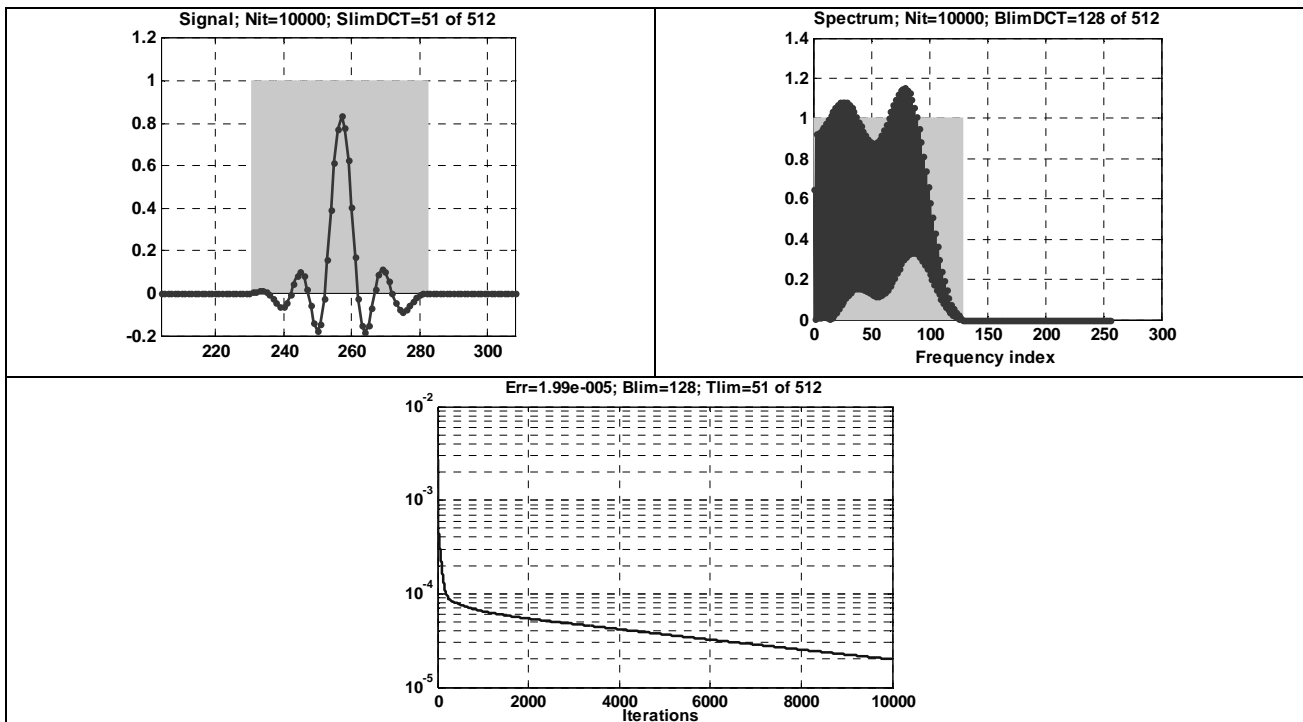 Signal; Nit=10000; SlimDCT=51 of 512
1.2
1
0.8
0.6
0.4
0.2
0
-0.2
220 240 260 280 300
Spectrum; Nit=10000; BlimDCT=128 of 512
1.4
1.2
1
0.8
0.6
0.4
0.2
0
0 50 100 150 200 250 300
Frequency index
Err=1.99e-005; Blim=128; Tlim=51 of 512
10^-2
10^-3
10^-4
10^-5
0 2000 4000 6000 8000 10000
Iterations